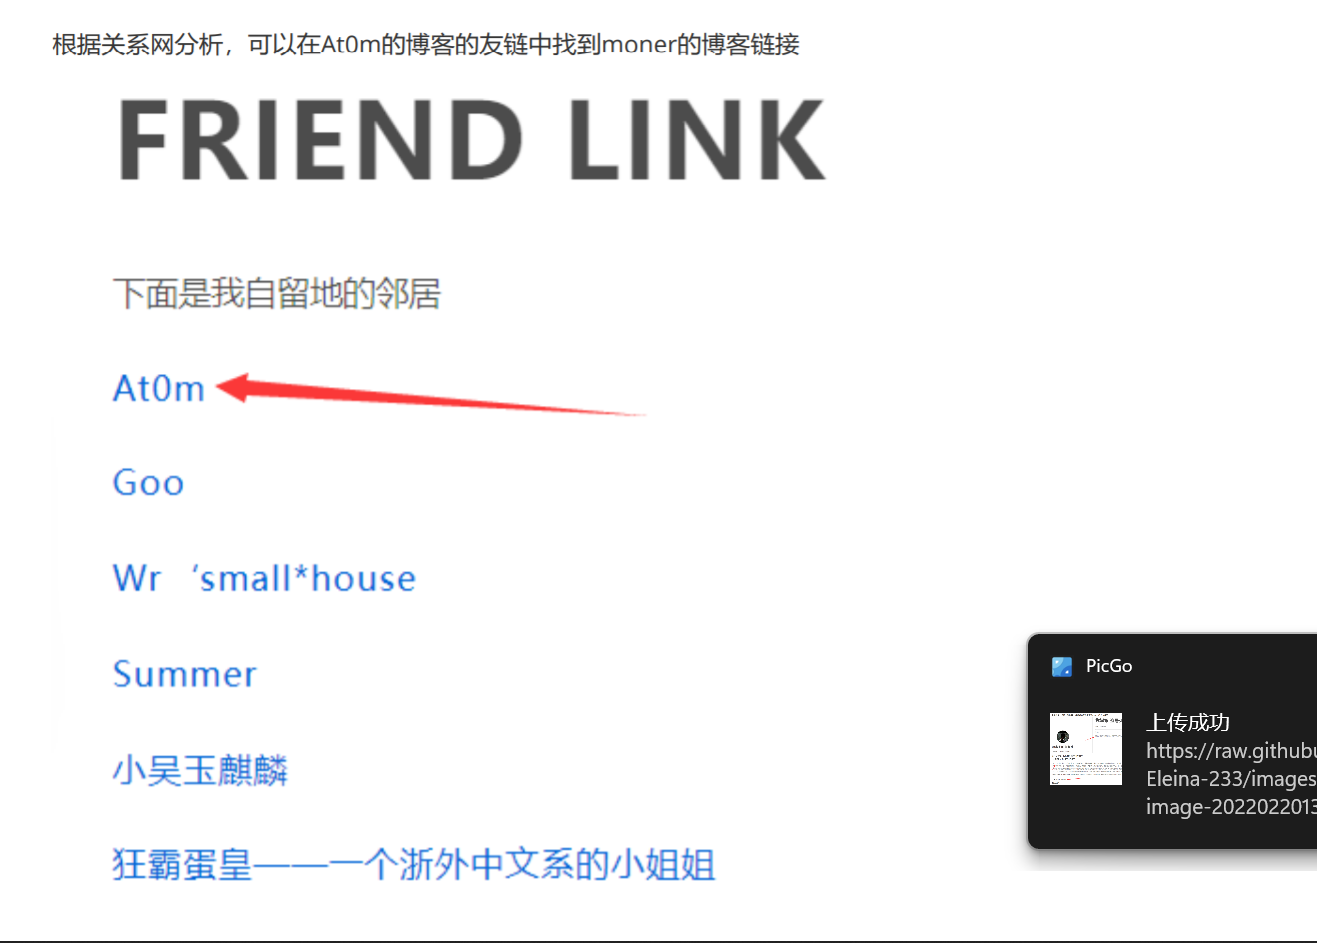 根据关系网分析，可以在At0m的博客的友链中找到moner的博客链接
FRIEND LINK
下面是我自留地的邻居
At0m
Goo
Wr ‘small*house
Summer
小吴玉麒麟
狂霸蛋皇———一个浙外中文系的小姐姐
PicGo
上传成功
https://raw.githubu
Eleina-233/images
image-2022022013